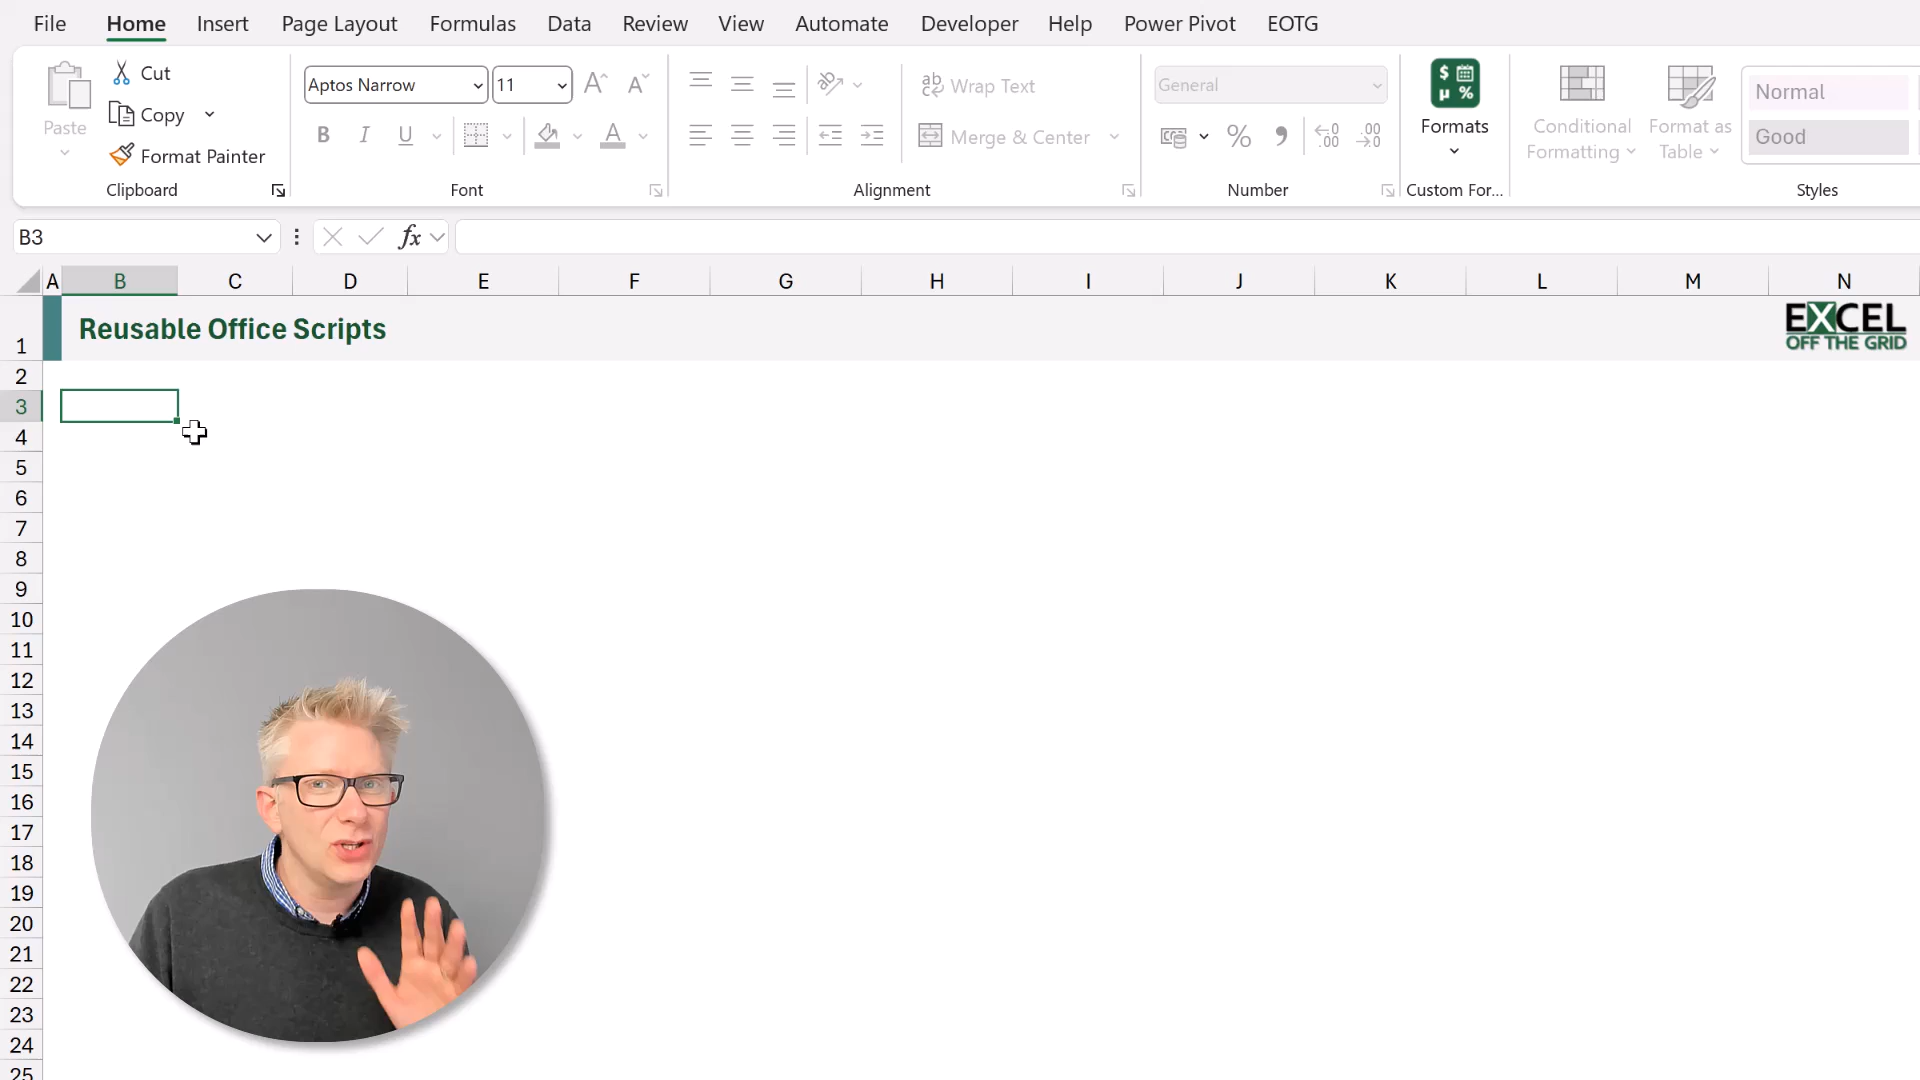 File Home Insert Page Layout Formulas Data Review View Automate Developer Help Power Pivot EOTG
Paste
Cut
Copy
Format Painter
Clipboard
Aptos Narrow 11 A A
B I U A
Font
ab Wrap Text
Merge & Center
Alignment
General
% 9 .00 .00
Number
$ µ %
Formats
Custom For...
Conditional
Formatting
Format as
Table
Normal
Good
Styles
B3
fx
A B C D E F G H I J K L M N
Reusable Office Scripts
EXCEL
OFF THE GRID
1
2
3
4
5
6
7
8
9
10
11
12
13
14
15
16
17
18
19
20
21
22
23
24
25